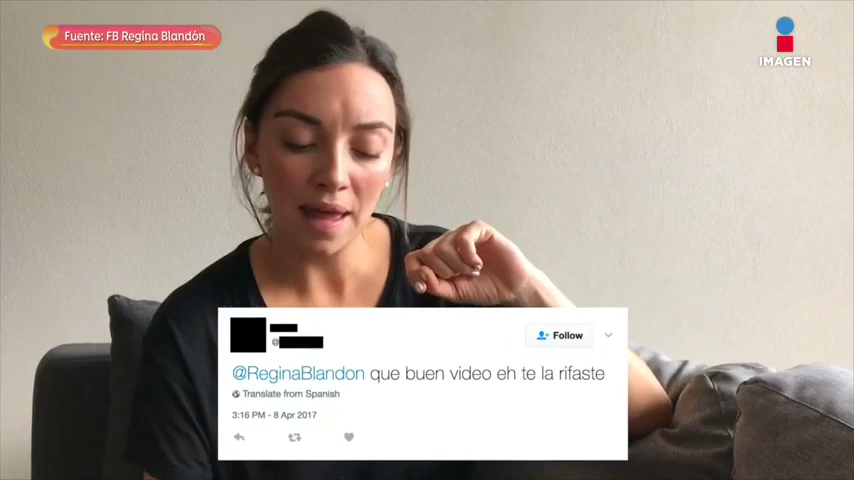 Fuente: FB Regina Blandón
IMAGEN
@
Follow
@ReginaBlandon que buen video eh te la rifaste
Translate from Spanish
3:16 PM - 8 Apr 2017